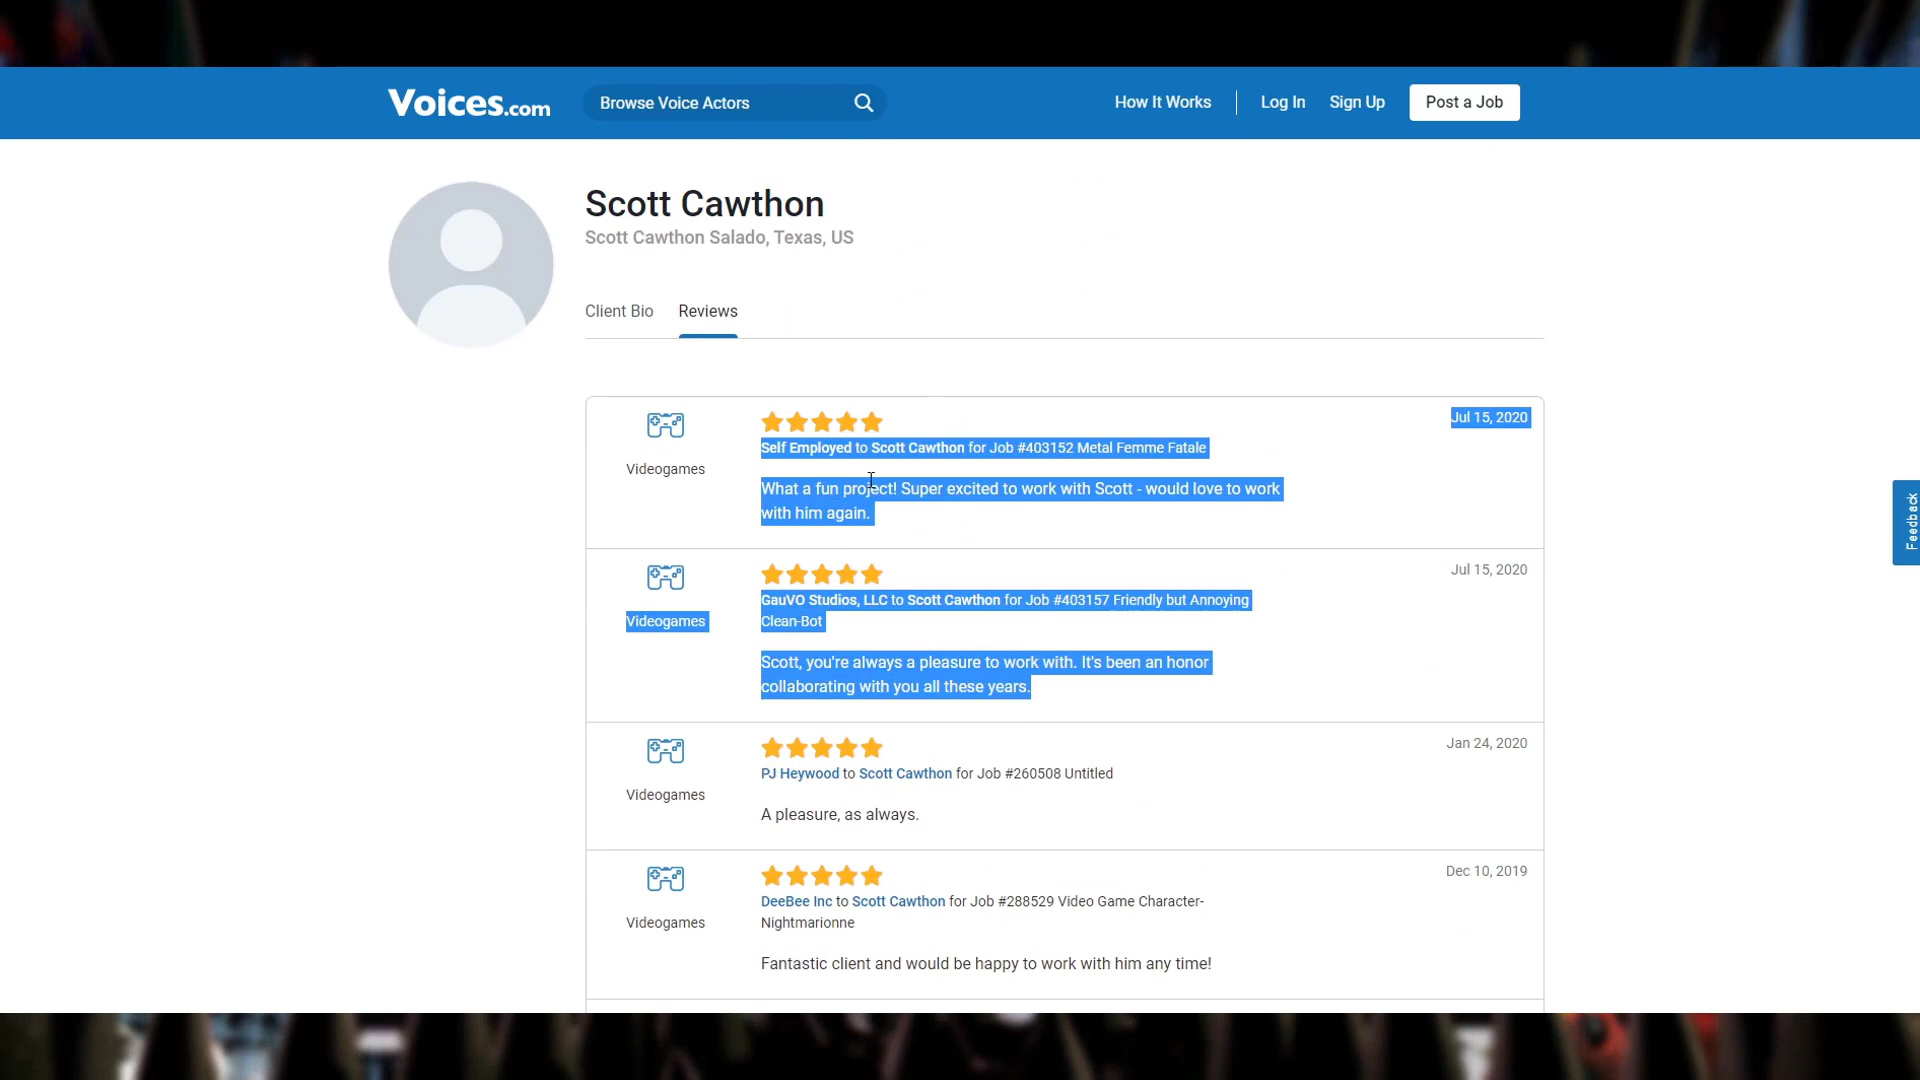 Voices.com
Browse Voice Actors
How It Works
Log In
Sign Up
Post a Job
Scott Cawthon
Scott Cawthon Salado, Texas, US
Client Bio
Reviews
Videogames
Self Employed to Scott Cawthon for Job #403152 Metal Femme Fatale
Jul 15, 2020
What a fun project! Super excited to work with Scott - would love to work
with him again.
Feedback
Videogames
GauVO Studios, LLC to Scott Cawthon for Job #403157 Friendly but Annoying
Clean-Bot
Jul 15, 2020
Scott, you're always a pleasure to work with. It's been an honor
collaborating with you all these years.
Videogames
PJ Heywood to Scott Cawthon for Job #260508 Untitled
Jan 24, 2020
A pleasure, as always.
Videogames
DeeBee Inc to Scott Cawthon for Job #288529 Video Game Character-
Nightmarionne
Dec 10, 2019
Fantastic client and would be happy to work with him any time!